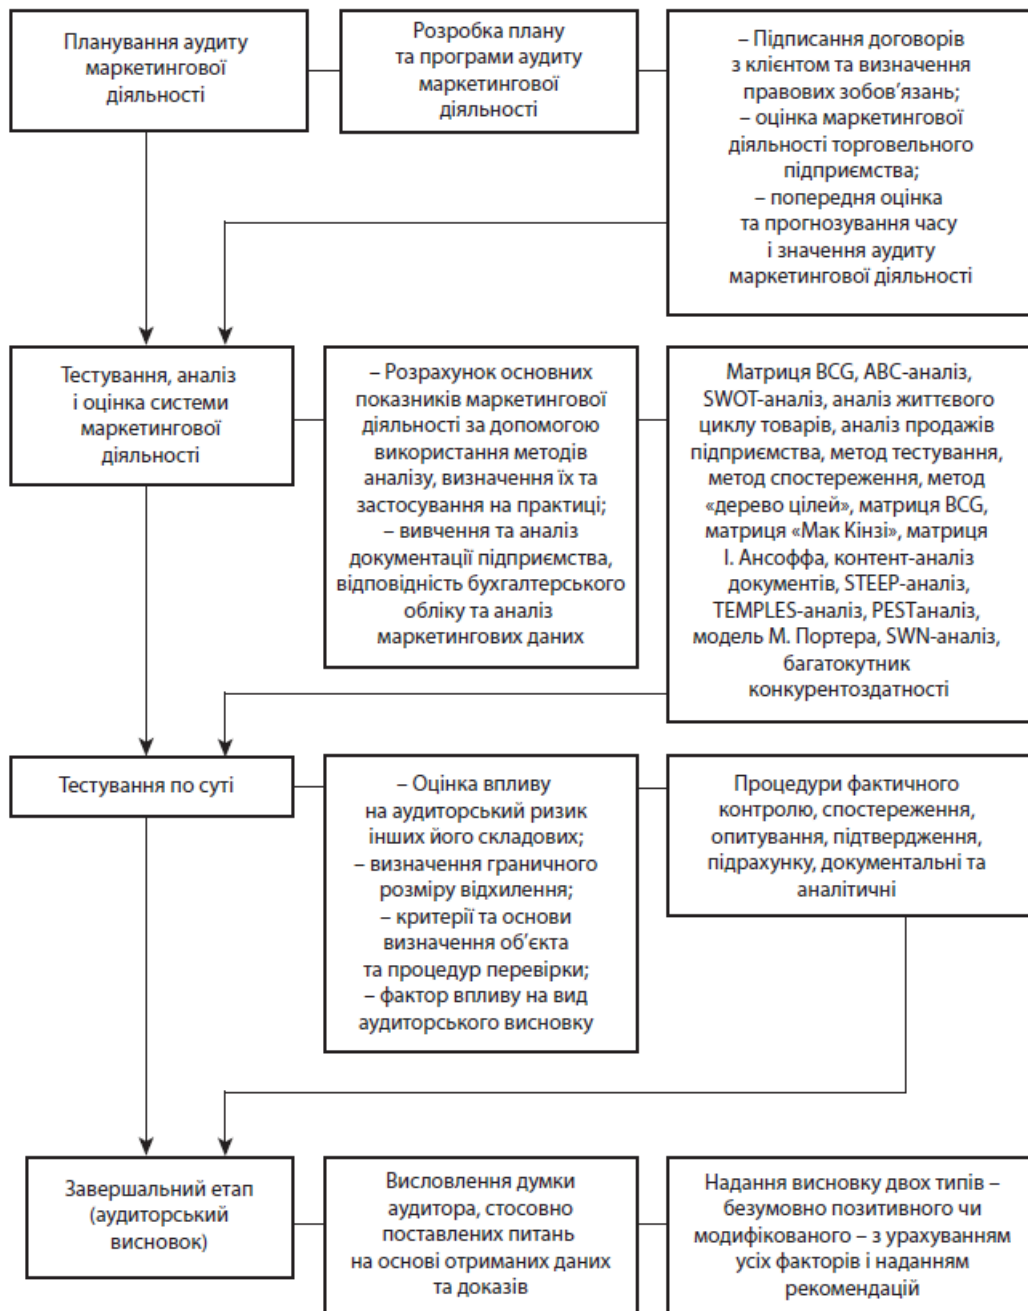 Планування аудиту
маркетингової
діяльності
Розробка плану
та програми аудиту
маркетингової
діяльності
– Підписання договорів
з клієнтом та визначення
правових зобов’язань;
– оцінка маркетингової
діяльності торговельного
підприємства;
– попередня оцінка
та прогнозування часу
і значення аудиту
маркетингової діяльності
Тестування, аналіз
і оцінка системи
маркетингової
діяльності
– Розрахунок основних
показників маркетингової
діяльності за допомогою
використання методів
аналізу, визначення їх та
застосування на практиці;
– вивчення та аналіз
документації підприємства,
відповідність бухгалтерського
обліку та аналіз
маркетингових даних
Матриця BCG, АВС-аналіз,
SWOT-аналіз, аналіз життєвого
циклу товарів, аналіз продажів
підприємства, метод тестування,
метод спостереження, метод
«дерево цілей», матриця BCG,
матриця «Мак Кінзі», матриця
І. Ансоффа, контент-аналіз
документів, STEEP-аналіз,
TEMPLES-аналіз, PESTаналіз,
модель М. Портера, SWN-аналіз,
багатокутник
конкурентоздатності
Тестування по суті
– Оцінка впливу
на аудиторський ризик
інших його складових;
– визначення граничного
розміру відхилення;
– критерії та основи
визначення об’єкта
та процедур перевірки;
– фактор впливу на вид
аудиторського висновку
Процедури фактичного
контролю, спостереження,
опитування, підтвердження,
підрахунку, документальні та
аналітичні
Завершальний етап
(аудиторський
висновок)
Висловлення думки
аудитора, стосовно
поставлених питань
на основі отриманих даних
та доказів
Надання висновку двох типів –
безумовно позитивного чи
модифікованого – з урахуванням
усіх факторів і наданням
рекомендацій